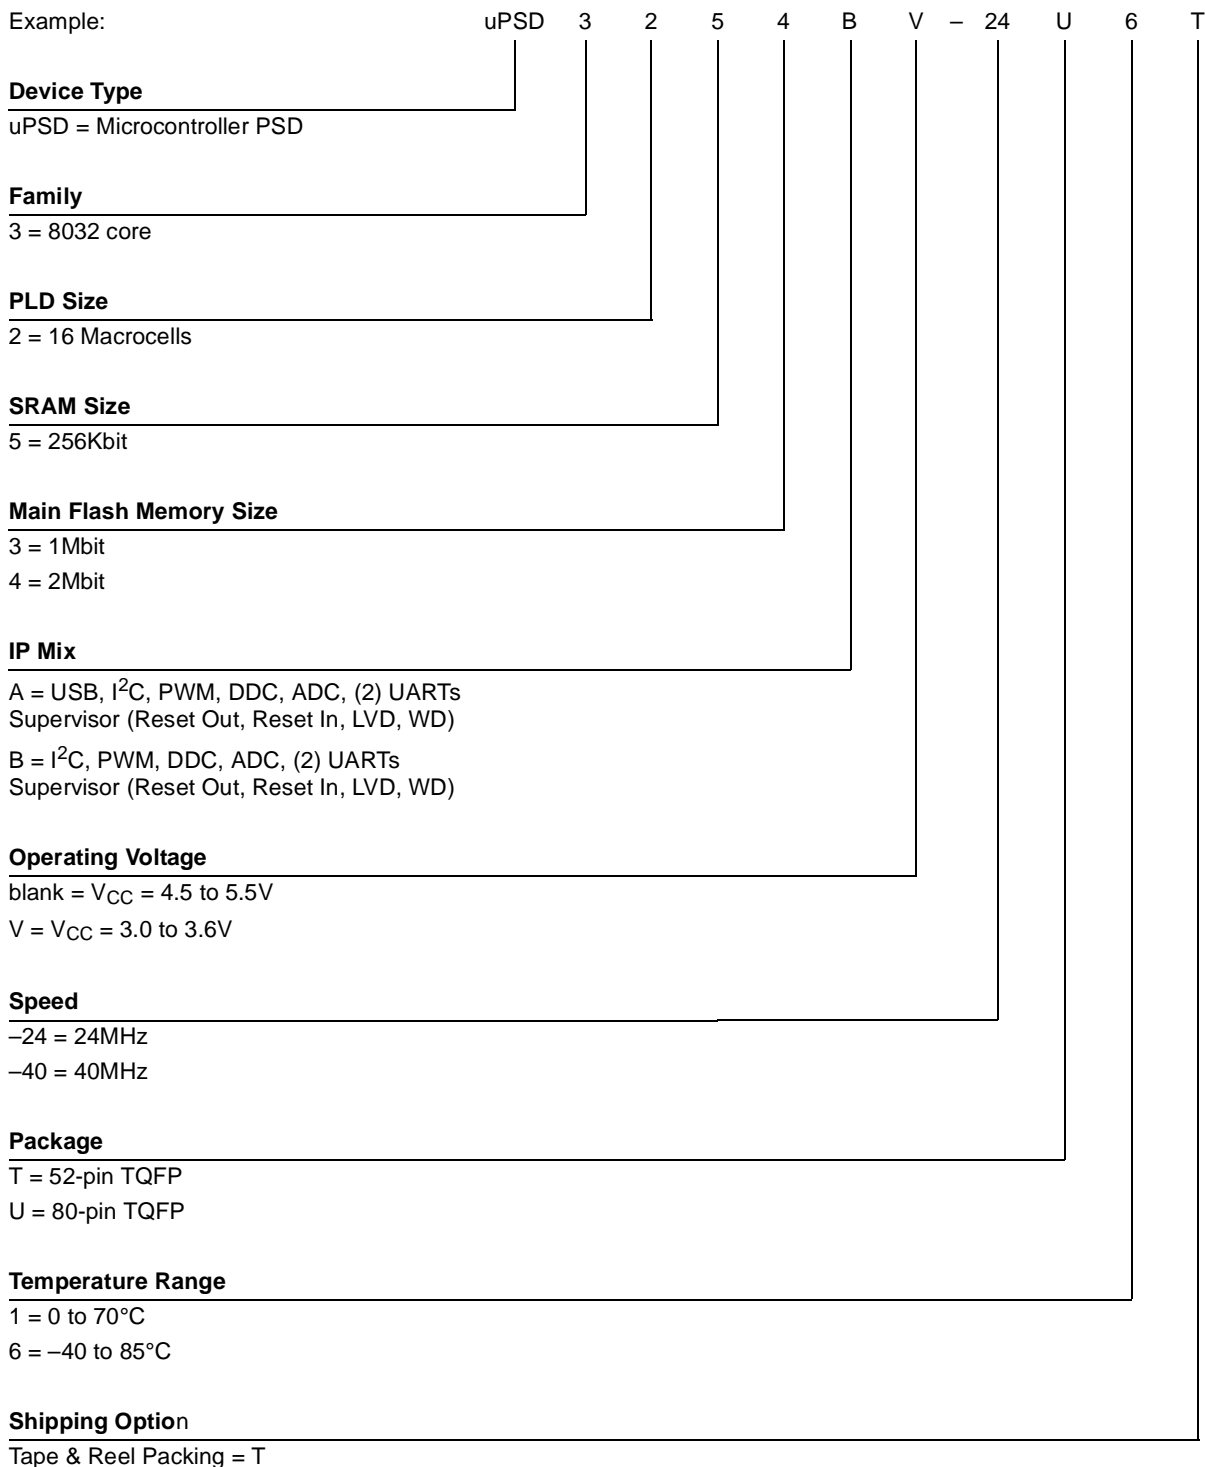 Example: uPSD 3 2 5 4 B V – 24 U 6 T
Device Type
uPSD = Microcontroller PSD
Family
3 = 8032 core
PLD Size
2 = 16 Macrocells
SRAM Size
5 = 256Kbit
Main Flash Memory Size
3 = 1Mbit
4 = 2Mbit
IP Mix
A = USB, I2C, PWM, DDC, ADC, (2) UARTs
Supervisor (Reset Out, Reset In, LVD, WD)
B = I2C, PWM, DDC, ADC, (2) UARTs
Supervisor (Reset Out, Reset In, LVD, WD)
Operating Voltage
blank = VCC = 4.5 to 5.5V
V = VCC = 3.0 to 3.6V
Speed
–24 = 24MHz
–40 = 40MHz
Package
T = 52-pin TQFP
U = 80-pin TQFP
Temperature Range
1 = 0 to 70°C
6 = –40 to 85°C
Shipping Option
Tape & Reel Packing = T